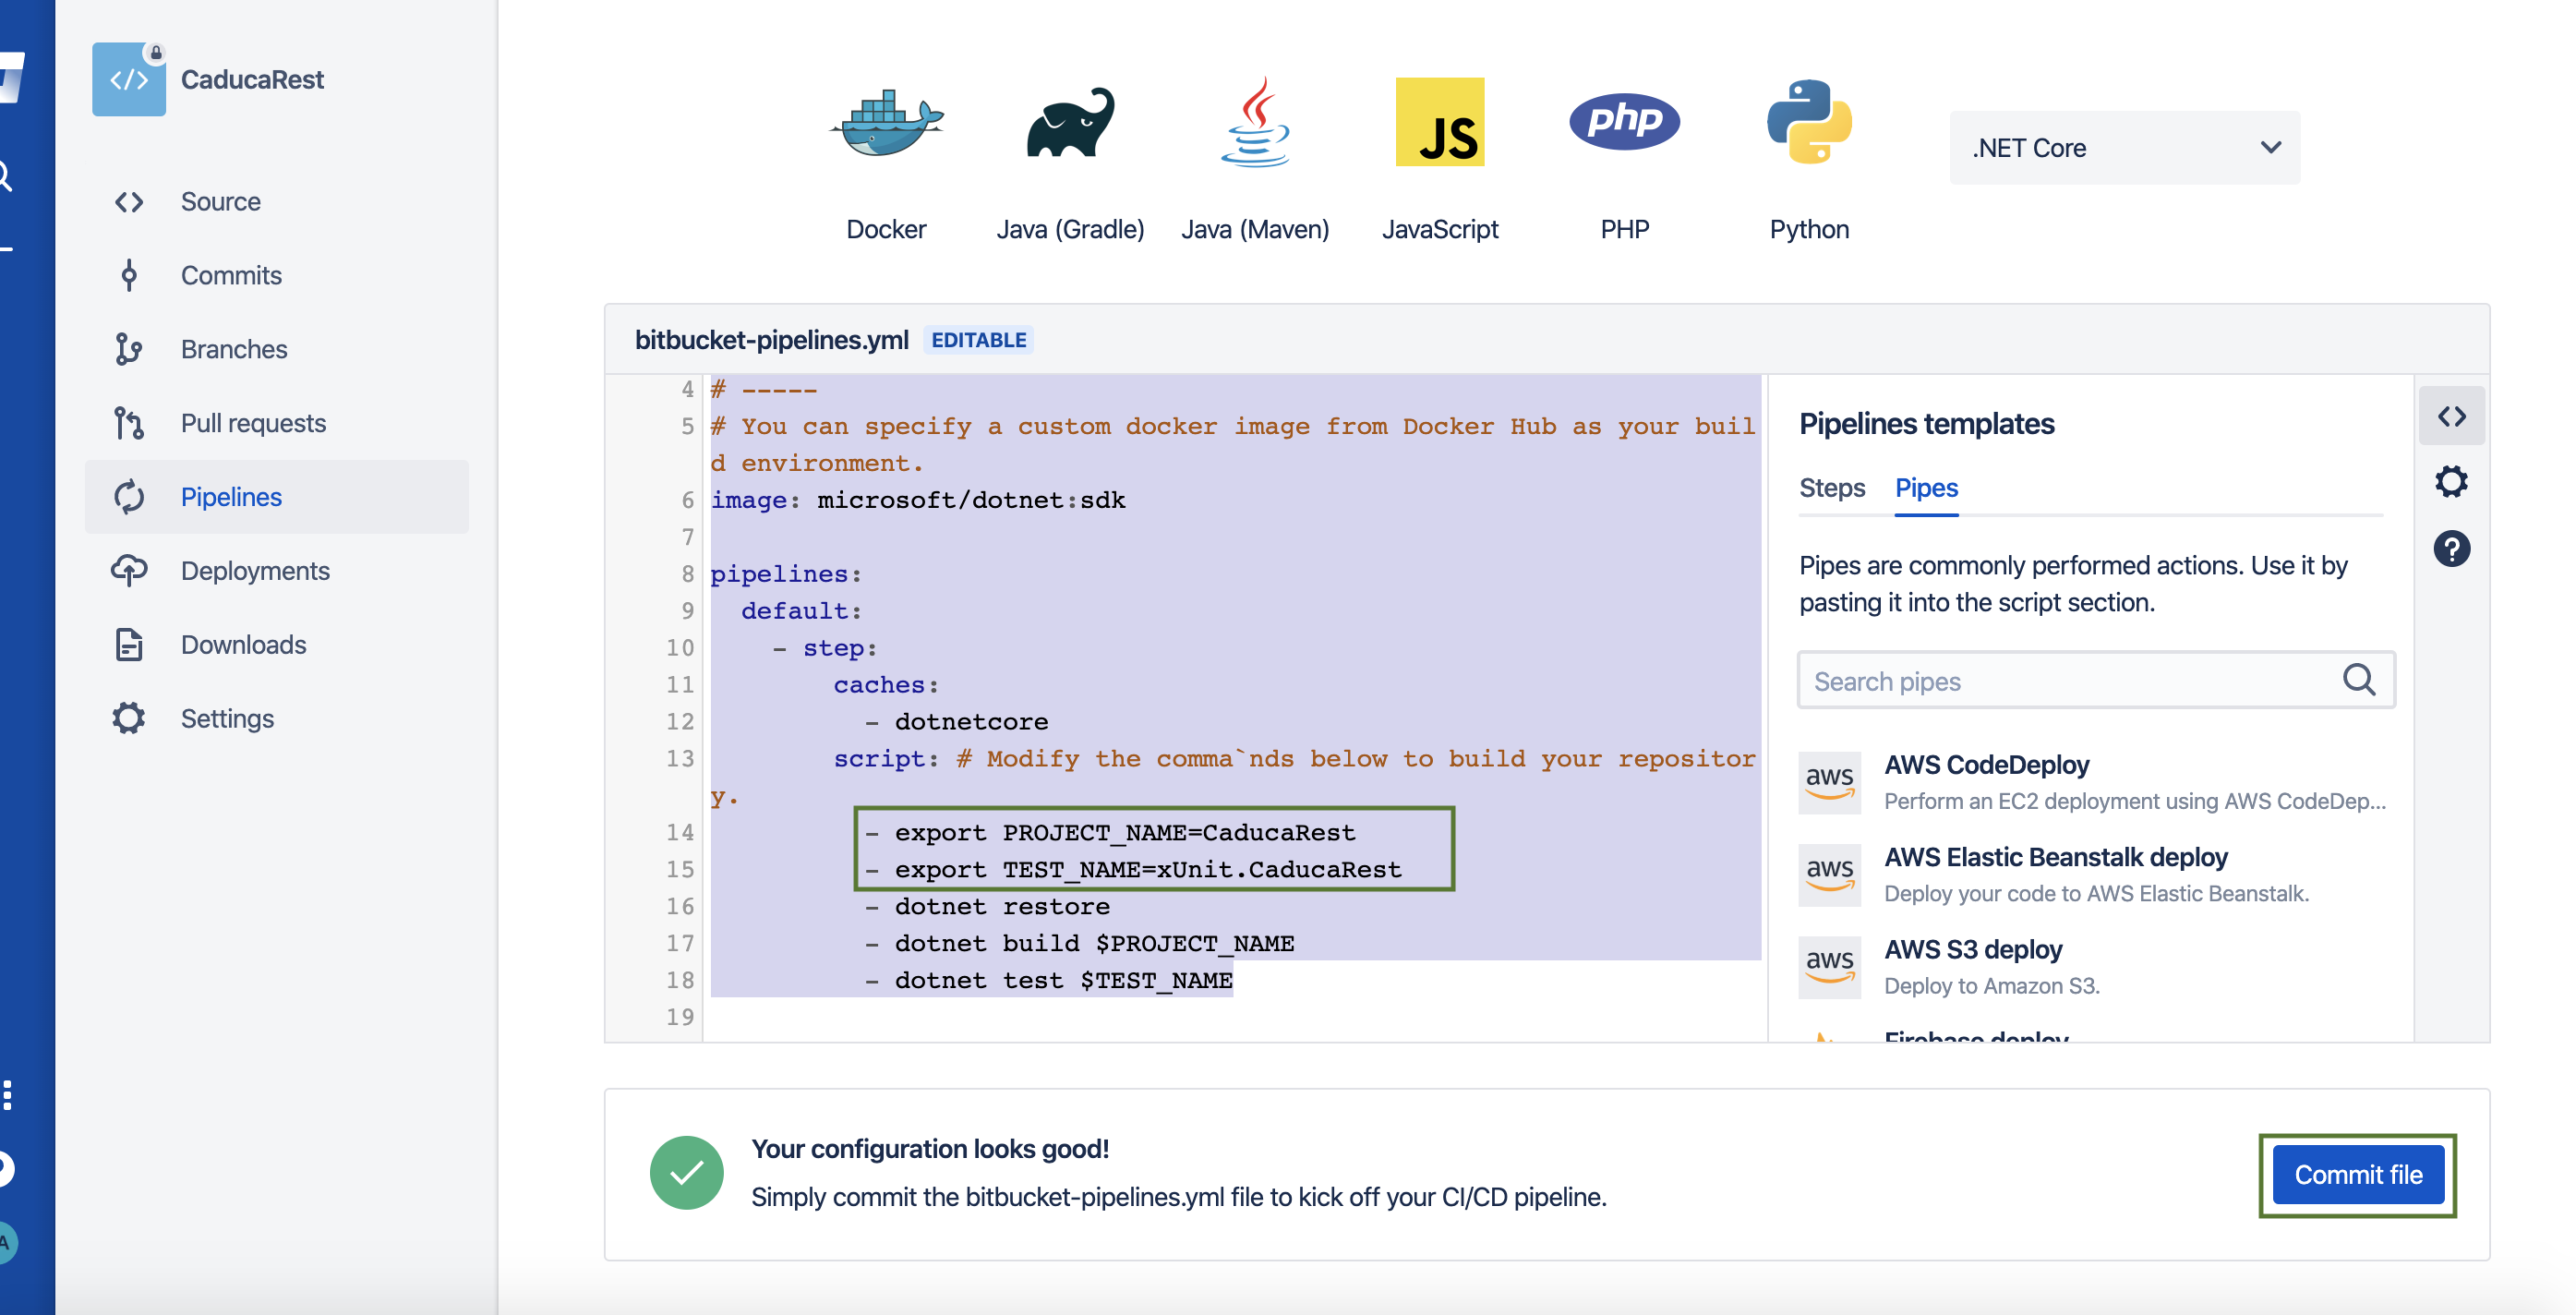 CaducaRest
Source
Commits
Branches
Pull requests
Pipelines
Deployments
Downloads
Settings
JS
php
Docker
Java (Gradle)
Java (Maven)
JavaScript
PHP
Python
.NET Core
bitbucket-pipelines.yml EDITABLE
4 # -----
5 # You can specify a custom docker image from Docker Hub as your buil
d environment.
6 image: microsoft/dotnet:sdk
7
8 pipelines:
9 default:
10 - step:
11 caches:
12 - dotnetcore
13 script: # Modify the comma`nds below to build your repositor
y.
14 - export PROJECT_NAME=CaducaRest
15 - export TEST_NAME=xUnit.CaducaRest
16 - dotnet restore
17 - dotnet build $PROJECT_NAME
18 - dotnet test $TEST_NAME
19
Pipelines templates
Steps Pipes
Pipes are commonly performed actions. Use it by
pasting it into the script section.
Search pipes
aws
AWS CodeDeploy
Perform an EC2 deployment using AWS CodeDep...
aws
AWS Elastic Beanstalk deploy
Deploy your code to AWS Elastic Beanstalk.
aws
AWS S3 deploy
Deploy to Amazon S3.
Firebase deploy
Your configuration looks good!
Simply commit the bitbucket-pipelines.yml file to kick off your CI/CD pipeline.
Commit file
A